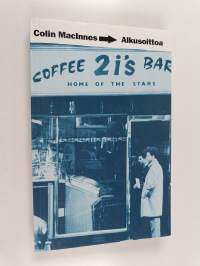 Colin MacInnes Alkusoittoa
COFFEE 2i's BAR
HOME OF THE STARS